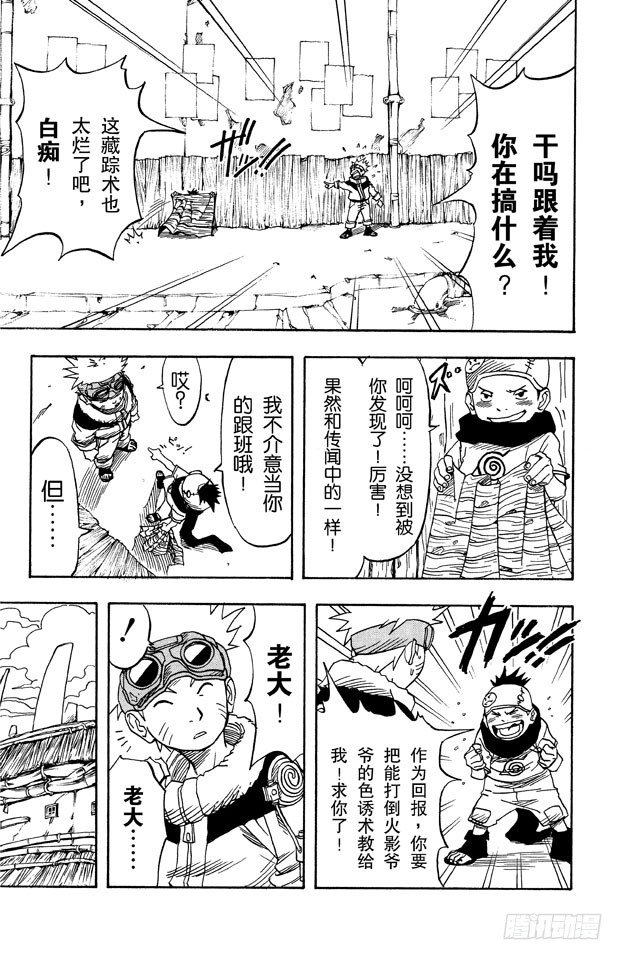 干吗跟着我！
你在搞什么？
这藏踪术也
太烂了吧，
白痴！
呵呵呵……没想到被
你发现了！厉害！
果然和传闻中的一样！
我不介意当你
的跟班哦！
哎？
但…
作为回报，你要
把能打倒火影爷
爷的色诱术教给
我！求你了！
老大！
！
老大……
腾讯动漫